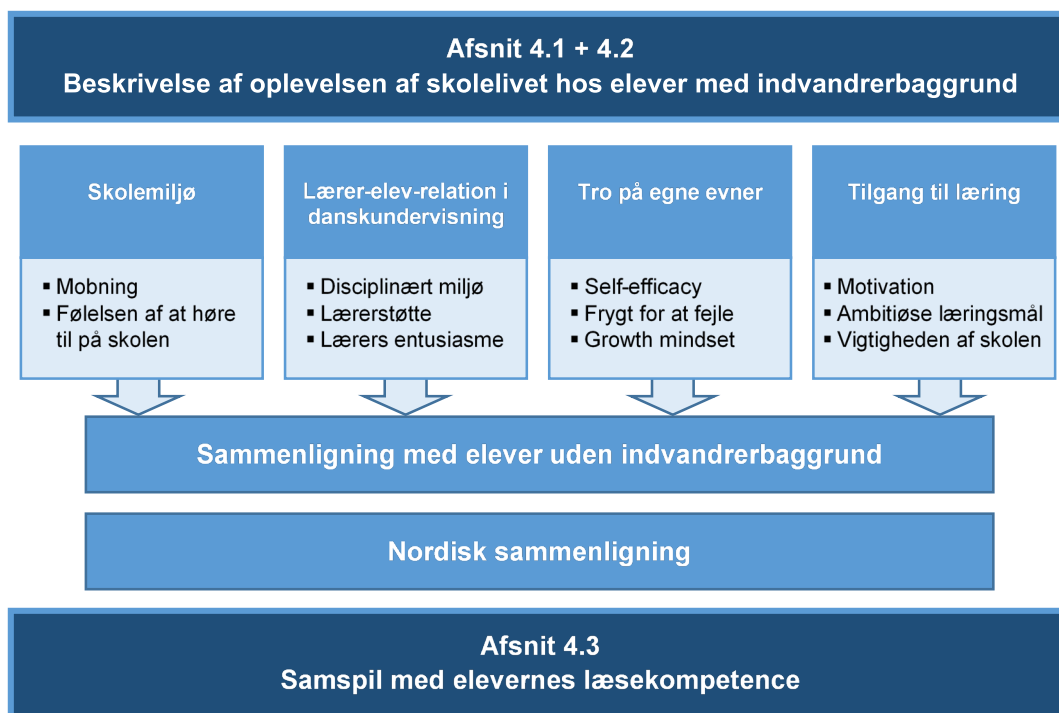 Afsnit 4.1 + 4.2
Beskrivelse af oplevelsen af skolelivet hos elever med indvandrerbaggrund
Skolemiljø
▪ Mobning
▪ Følelsen af at høre
til på skolen
Lærer-elev-relation i
danskundervisning
▪ Disciplinært miljø
▪ Lærerstøtte
▪ Lærers entusiasme
Tro på egne evner
▪ Self-efficacy
▪ Frygt for at fejle
▪ Growth mindset
Tilgang til læring
▪ Motivation
▪ Ambitiøse læringsmål
▪ Vigtigheden af skolen
Sammenligning med elever uden indvandrerbaggrund
Nordisk sammenligning
Afsnit 4.3
Samspil med elevernes læsekompetence